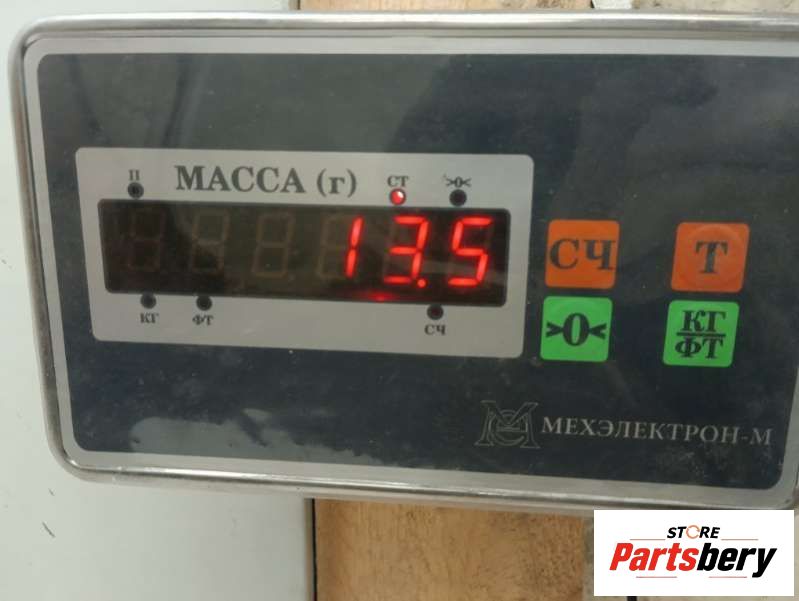 П МАССА (г) СТ >0<
13.5
КГ ФТ СЧ
СЧ Т
>0< КГ
ФТ
МЕХЭЛЕКТРОН-М
STORE
Partsbery